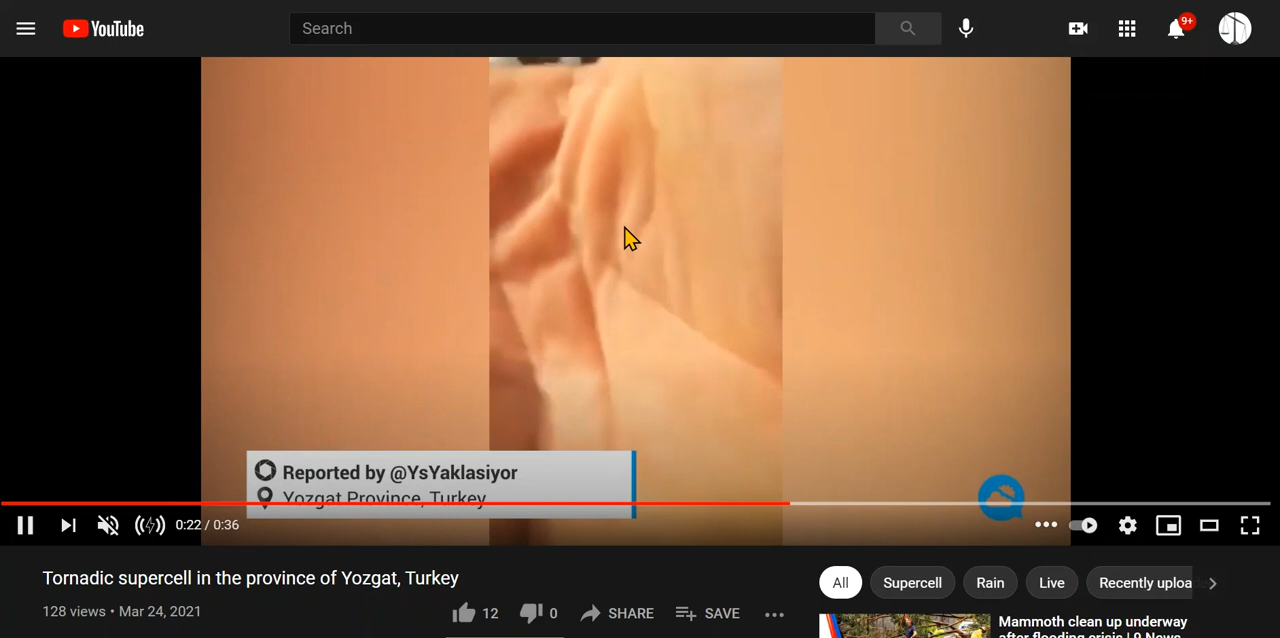 YouTube
Search
9+
Reported by @YsYaklasiyor
Yozgat Province, Turkey
0:22 / 0:36
Tornadic supercell in the province of Yozgat, Turkey
128 views • Mar 24, 2021
12
0
SHARE
SAVE
All
Supercell
Rain
Live
Recently uploa
Mammoth clean up underway
after flooding crisis | 9 News